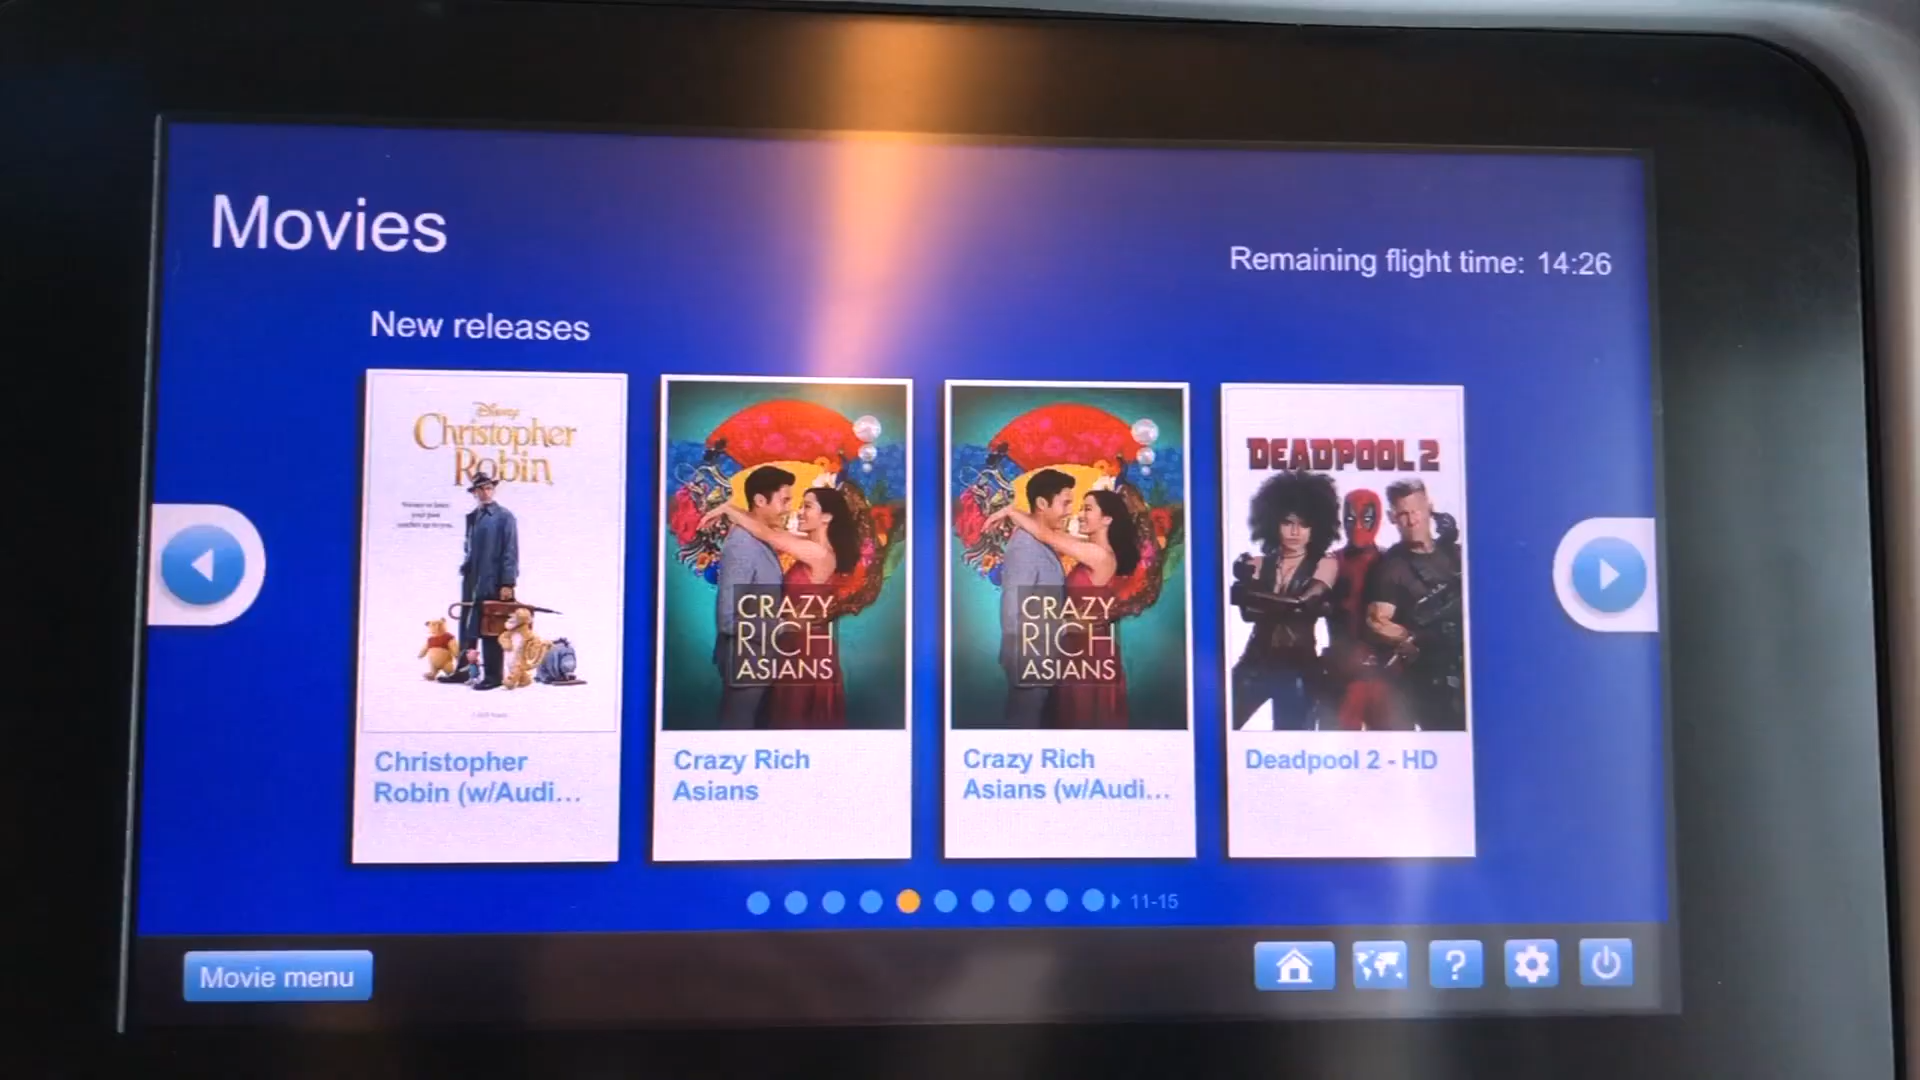 Movies
Remaining flight time: 14:26
New releases
Disney
Christopher
Robin
CRAZY
RICH
ASIANS
CRAZY
RICH
ASIANS
DEADPOOL 2
Christopher
Robin (w/Audi...
Crazy Rich
Asians
Crazy Rich
Asians (w/Audi...
Deadpool 2 - HD
11-15
Movie menu
?